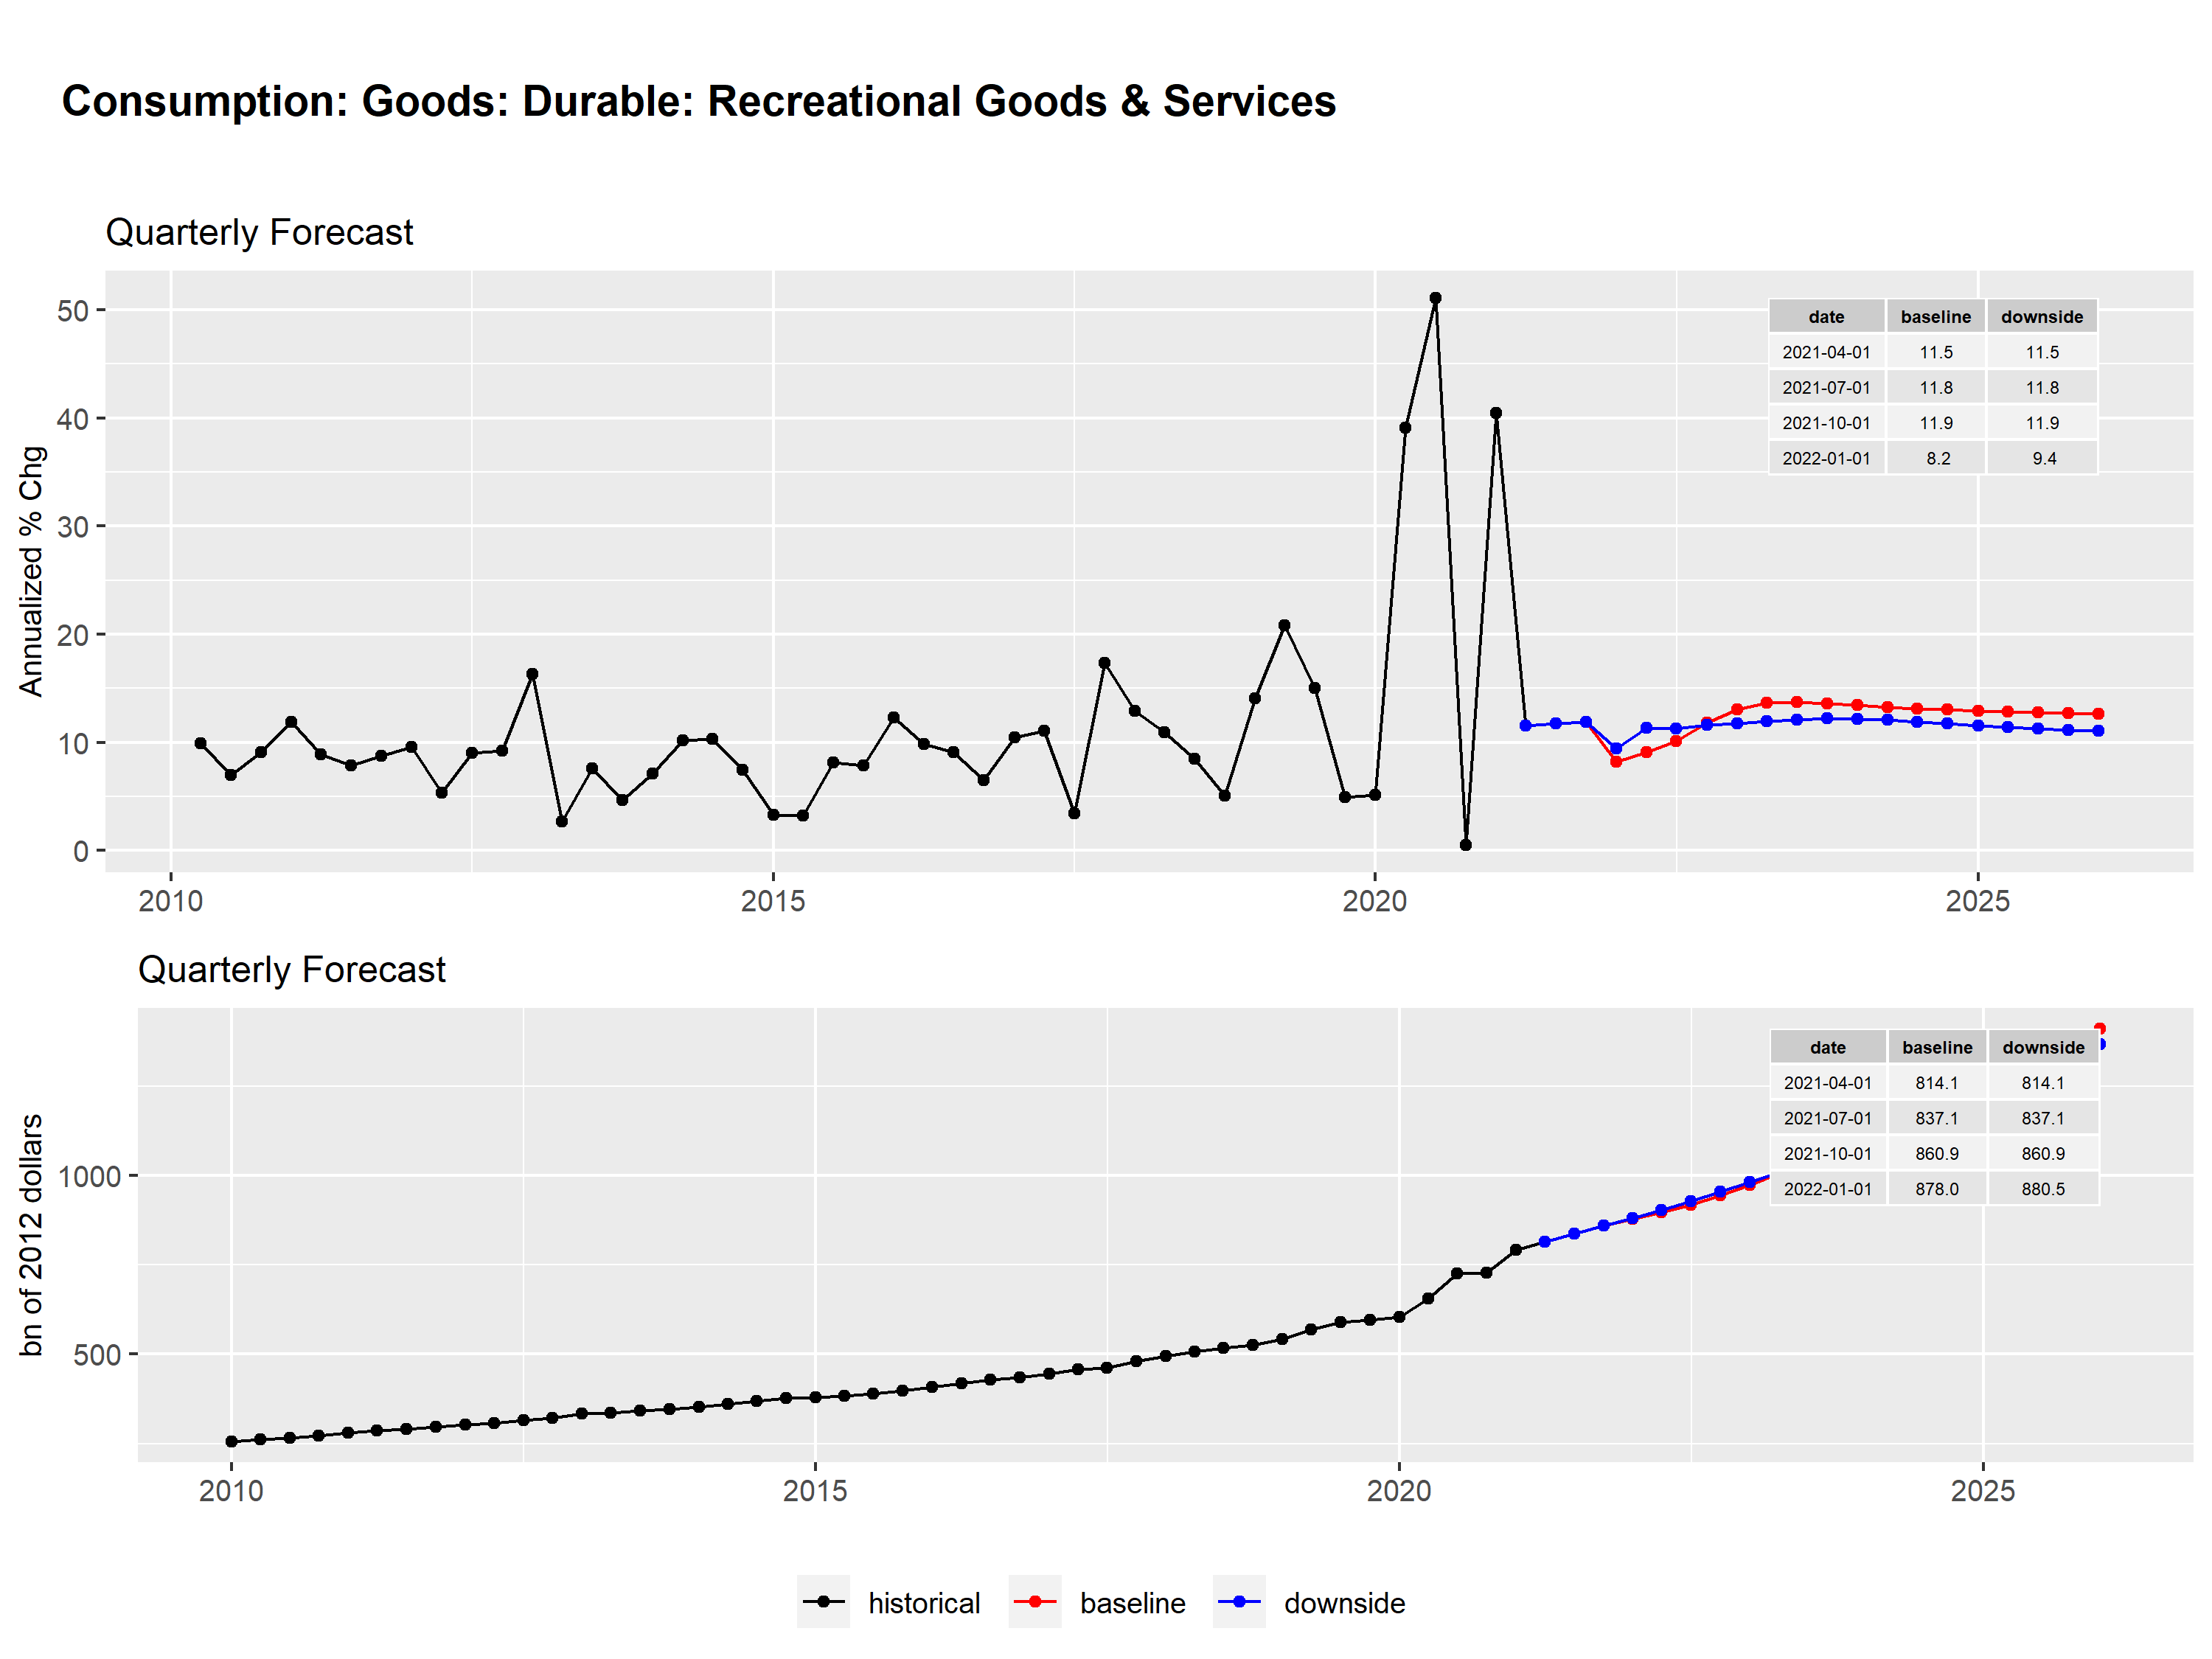 Consumption: Goods: Durable: Recreational Goods & Services
Quarterly Forecast
Annualized % Chg
50
40
30
20
10
0
date baseline downside
2021-04-01 11.5 11.5
2021-07-01 11.8 11.8
2021-10-01 11.9 11.9
2022-01-01 8.2 9.4
2010 2015 2020 2025
Quarterly Forecast
bn of 2012 dollars
1000
500
date baseline downside
2021-04-01 814.1 814.1
2021-07-01 837.1 837.1
2021-10-01 860.9 860.9
2022-01-01 878.0 880.5
2010 2015 2020 2025
historical baseline downside